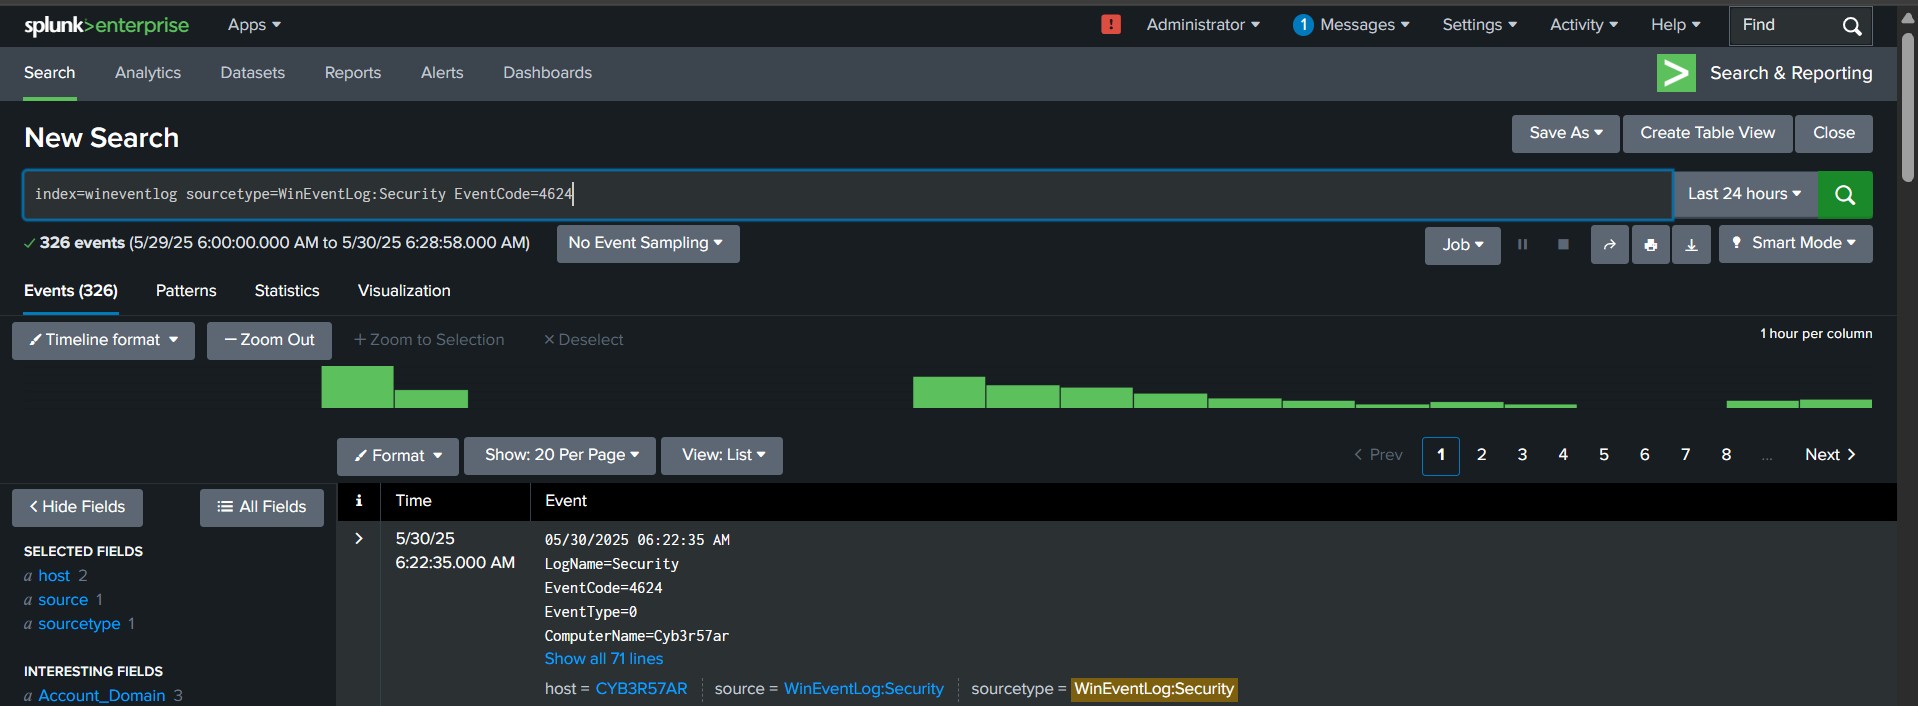 splunk>enterprise Apps ! Administrator 1 Messages Settings Activity Help Find
Search Analytics Datasets Reports Alerts Dashboards > Search & Reporting
New Search Save As Create Table View Close
index=wineventlog sourcetype=WinEventLog:Security EventCode=4624 Last 24 hours
✓ 326 events (5/29/25 6:00:00.000 AM to 5/30/25 6:28:58.000 AM) No Event Sampling Job Smart Mode
Events (326) Patterns Statistics Visualization
Timeline format — Zoom Out + Zoom to Selection × Deselect 1 hour per column
Format Show: 20 Per Page View: List < Prev 1 2 3 4 5 6 7 8 ... Next >
< Hide Fields All Fields
i Time Event
SELECTED FIELDS
a host 2
a source 1
a sourcetype 1
INTERESTING FIELDS
a Account_Domain 3
> 5/30/25
6:22:35.000 AM
05/30/2025 06:22:35 AM
LogName=Security
EventCode=4624
EventType=0
ComputerName=Cyb3r57ar
Show all 71 lines
host = CYB3R57AR source = WinEventLog:Security sourcetype = WinEventLog:Security